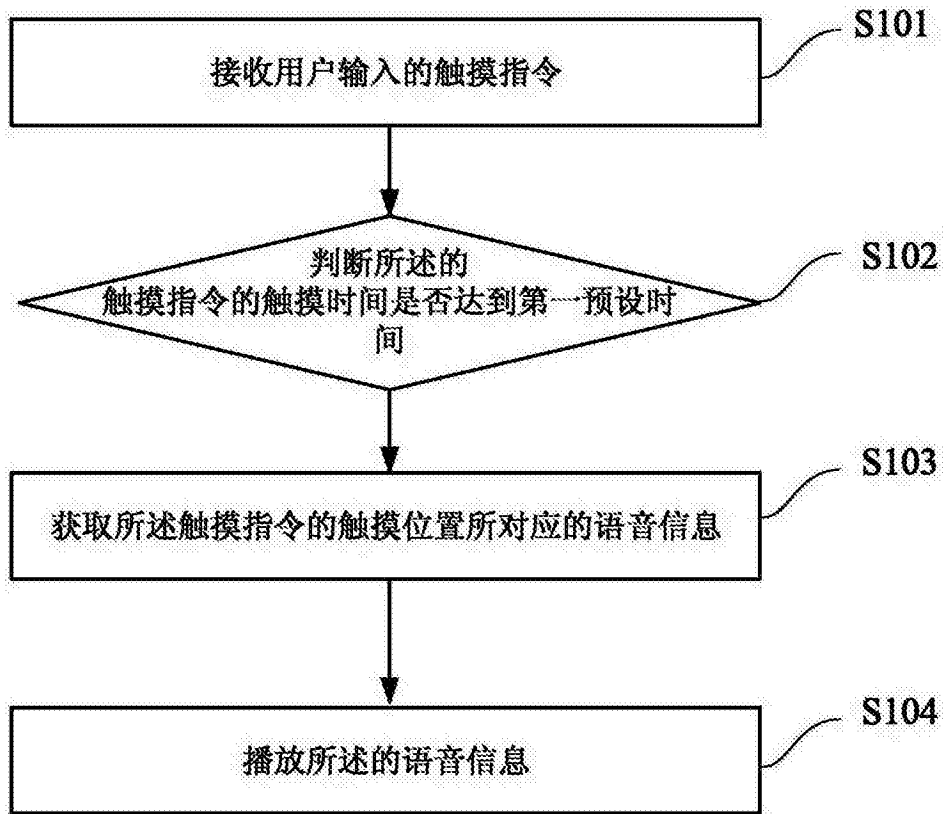 S101
接收用户输入的触摸指令
S102
判断所述的
触摸指令的触摸时间是否达到第一预设时
间
S103
获取所述触摸指令的触摸位置所对应的语音信息
S104
播放所述的语音信息